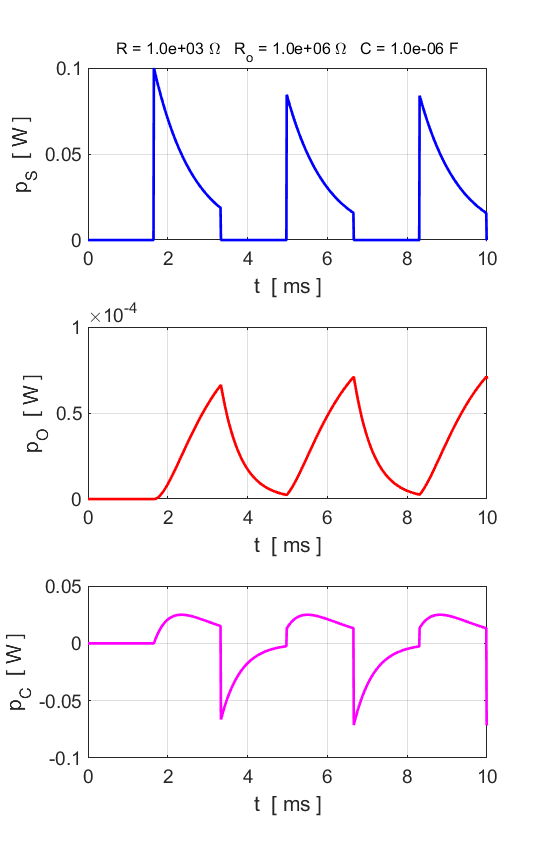 R = 1.0e+03 Ω R_o = 1.0e+06 Ω C = 1.0e-06 F
0.1
0.05
0
p_S [ W ]
0 2 4 6 8 10
t [ ms ]
×10^-4
1
0.5
0
p_O [ W ]
0 2 4 6 8 10
t [ ms ]
0.05
0
-0.05
-0.1
p_C [ W ]
0 2 4 6 8 10
t [ ms ]